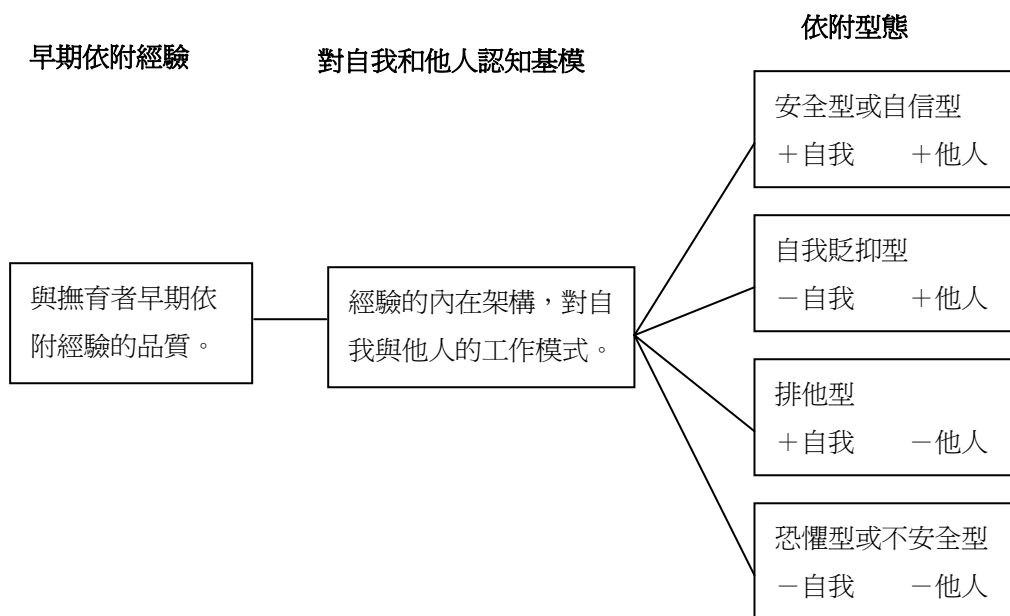 早期依附經驗
對自我和他人認知基模
依附型態
與撫育者早期依
附經驗的品質。
經驗的內在架構,對自
我與他人的工作模式。
安全型或自信型
+自我 +他人
自我貶抑型
-自我 +他人
排他型
+自我 -他人
恐懼型或不安全型
-自我 -他人